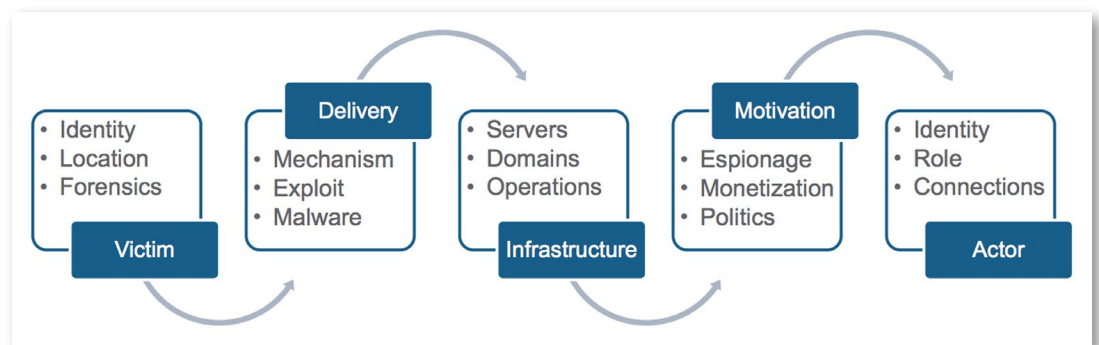 • Identity
• Location
• Forensics
Victim
Delivery
• Mechanism
• Exploit
• Malware
• Servers
• Domains
• Operations
Infrastructure
Motivation
• Espionage
• Monetization
• Politics
• Identity
• Role
• Connections
Actor